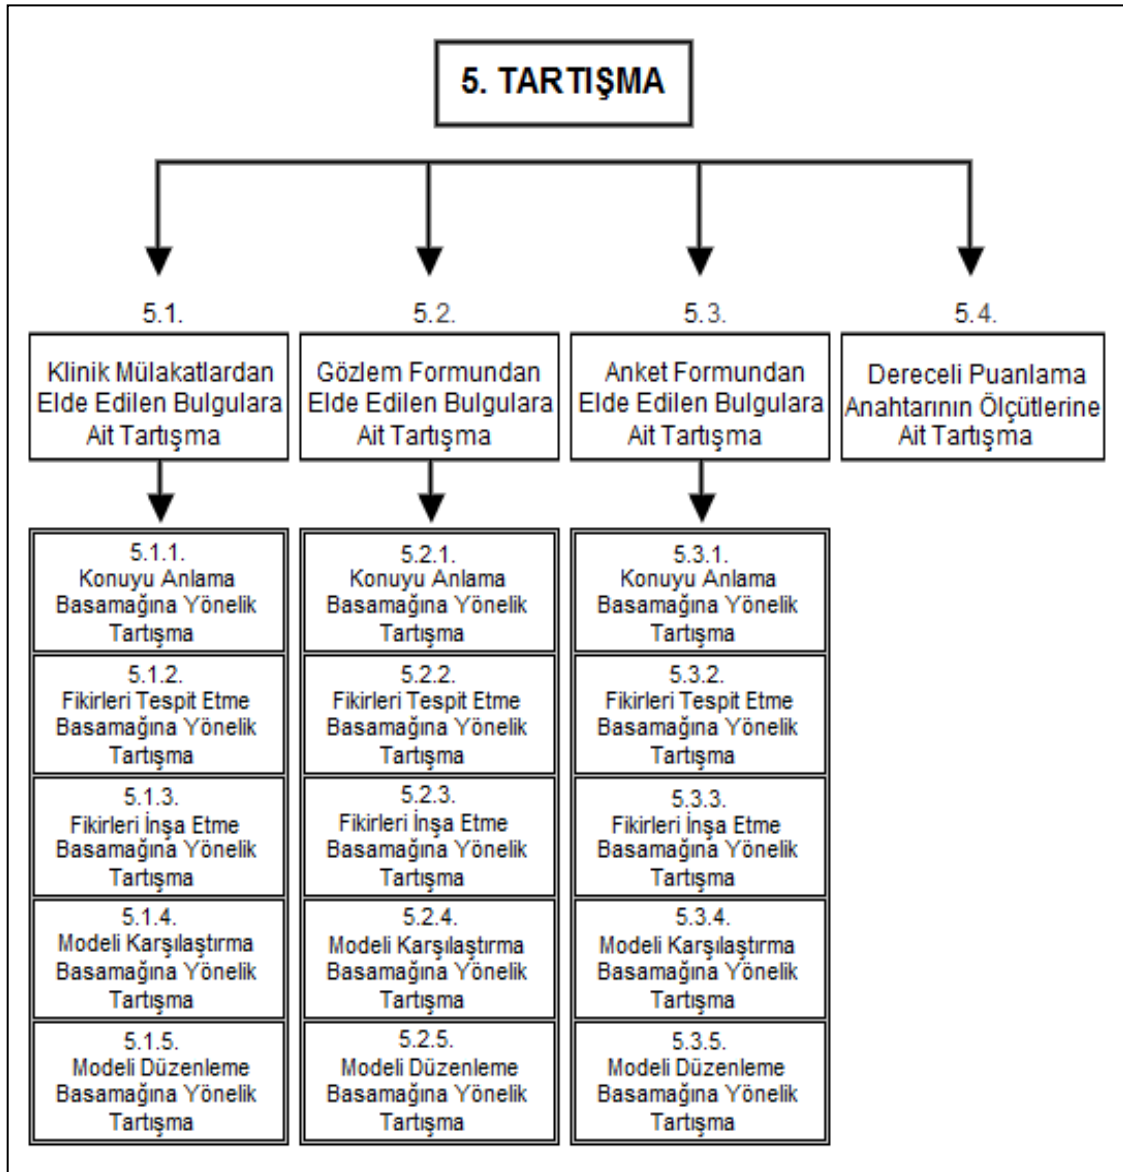 5. TARTIŞMA
5.1.
Klinik Mülakatlardan
Elde Edilen Bulgulara
Ait Tartışma
5.2.
Gözlem Formundan
Elde Edilen Bulgulara
Ait Tartışma
5.3.
Anket Formundan
Elde Edilen Bulgulara
Ait Tartışma
5.4.
Dereceli Puanlama
Anahtarının Ölçütlerine
Ait Tartışma
5.1.1.
Konuyu Anlama
Basamağına Yönelik
Tartışma
5.1.2.
Fikirleri Tespit Etme
Basamağına Yönelik
Tartışma
5.1.3.
Fikirleri İnşa Etme
Basamağına Yönelik
Tartışma
5.1.4.
Modeli Karşılaştırma
Basamağına Yönelik
Tartışma
5.1.5.
Modeli Düzenleme
Basamağına Yönelik
Tartışma
5.2.1.
Konuyu Anlama
Basamağına Yönelik
Tartışma
5.2.2.
Fikirleri Tespit Etme
Basamağına Yönelik
Tartışma
5.2.3.
Fikirleri İnşa Etme
Basamağına Yönelik
Tartışma
5.2.4.
Modeli Karşılaştırma
Basamağına Yönelik
Tartışma
5.2.5.
Modeli Düzenleme
Basamağına Yönelik
Tartışma
5.3.1.
Konuyu Anlama
Basamağına Yönelik
Tartışma
5.3.2.
Fikirleri Tespit Etme
Basamağına Yönelik
Tartışma
5.3.3.
Fikirleri İnşa Etme
Basamağına Yönelik
Tartışma
5.3.4.
Modeli Karşılaştırma
Basamağına Yönelik
Tartışma
5.3.5.
Modeli Düzenleme
Basamağına Yönelik
Tartışma